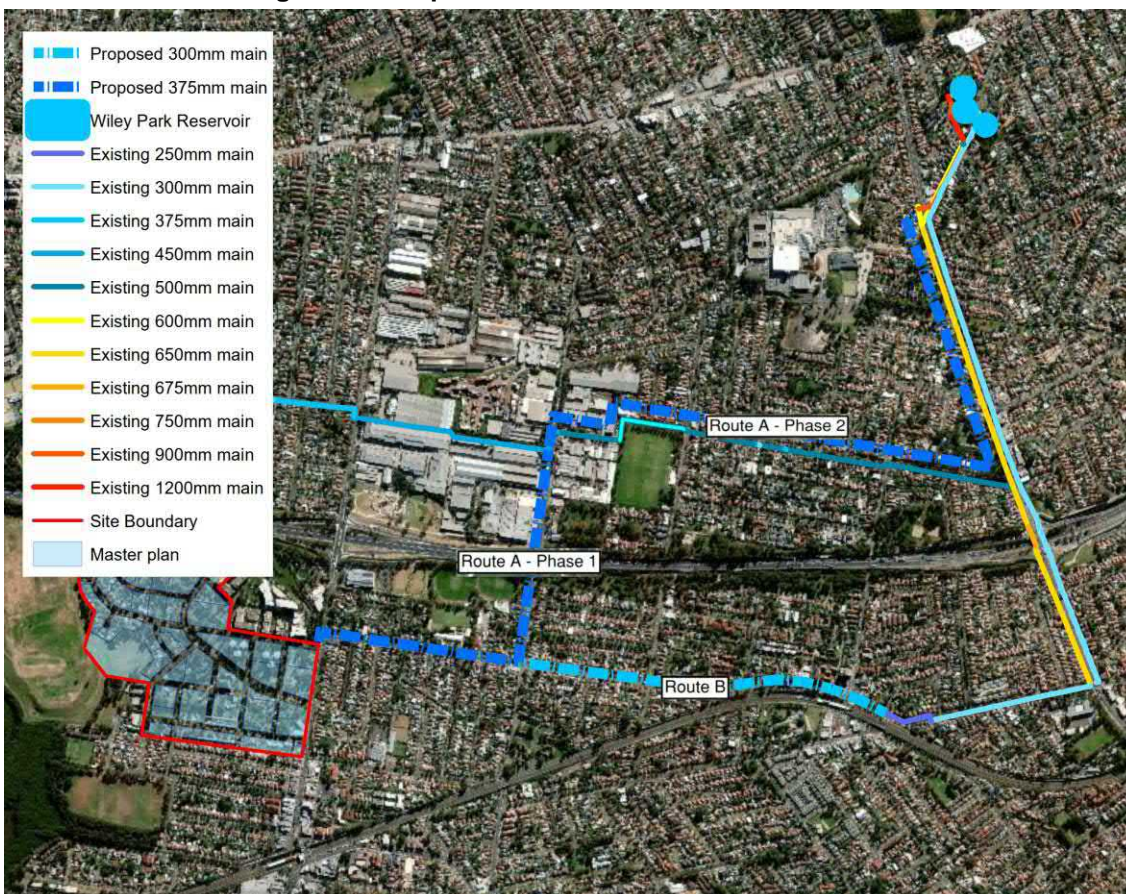 Proposed 300mm main
Proposed 375mm main
Wiley Park Reservoir
Existing 250mm main
Existing 300mm main
Existing 375mm main
Existing 450mm main
Existing 500mm main
Existing 600mm main
Existing 650mm main
Existing 675mm main
Existing 750mm main
Existing 900mm main
Existing 1200mm main
Site Boundary
Master plan
Route A - Phase 2
Route A - Phase 1
Route B